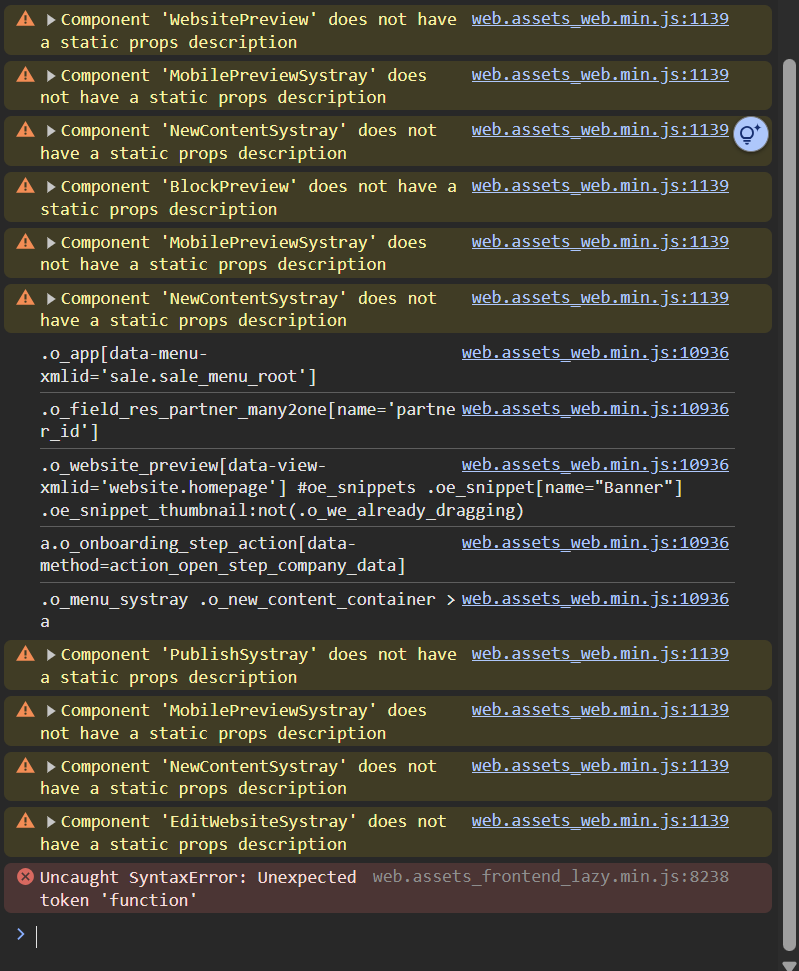 Component 'WebsitePreview' does not have web.assets_web.min.js:1139
a static props description
Component 'MobilePreviewSystray' does web.assets_web.min.js:1139
not have a static props description
Component 'NewContentSystray' does not web.assets_web.min.js:1139
have a static props description
Component 'BlockPreview' does not have a web.assets_web.min.js:1139
static props description
Component 'MobilePreviewSystray' does web.assets_web.min.js:1139
not have a static props description
Component 'NewContentSystray' does not web.assets_web.min.js:1139
have a static props description
.o_app[data-menu- web.assets_web.min.js:10936
xmlid='sale.sale_menu_root']
.o_field_res_partner_many2one[name='partne web.assets_web.min.js:10936
r_id']
.o_website_preview[data-view- web.assets_web.min.js:10936
xmlid='website.homepage'] #oe_snippets .oe_snippet[name="Banner"]
.oe_snippet_thumbnail:not(.o_we_already_dragging)
a.o_onboarding_step_action[data- web.assets_web.min.js:10936
method=action_open_step_company_data]
.o_menu_systray .o_new_content_container > web.assets_web.min.js:10936
a
Component 'PublishSystray' does not have web.assets_web.min.js:1139
a static props description
Component 'MobilePreviewSystray' does web.assets_web.min.js:1139
not have a static props description
Component 'NewContentSystray' does not web.assets_web.min.js:1139
have a static props description
Component 'EditWebsiteSystray' does not web.assets_web.min.js:1139
have a static props description
Uncaught SyntaxError: Unexpected web.assets_frontend_lazy.min.js:8238
token 'function'